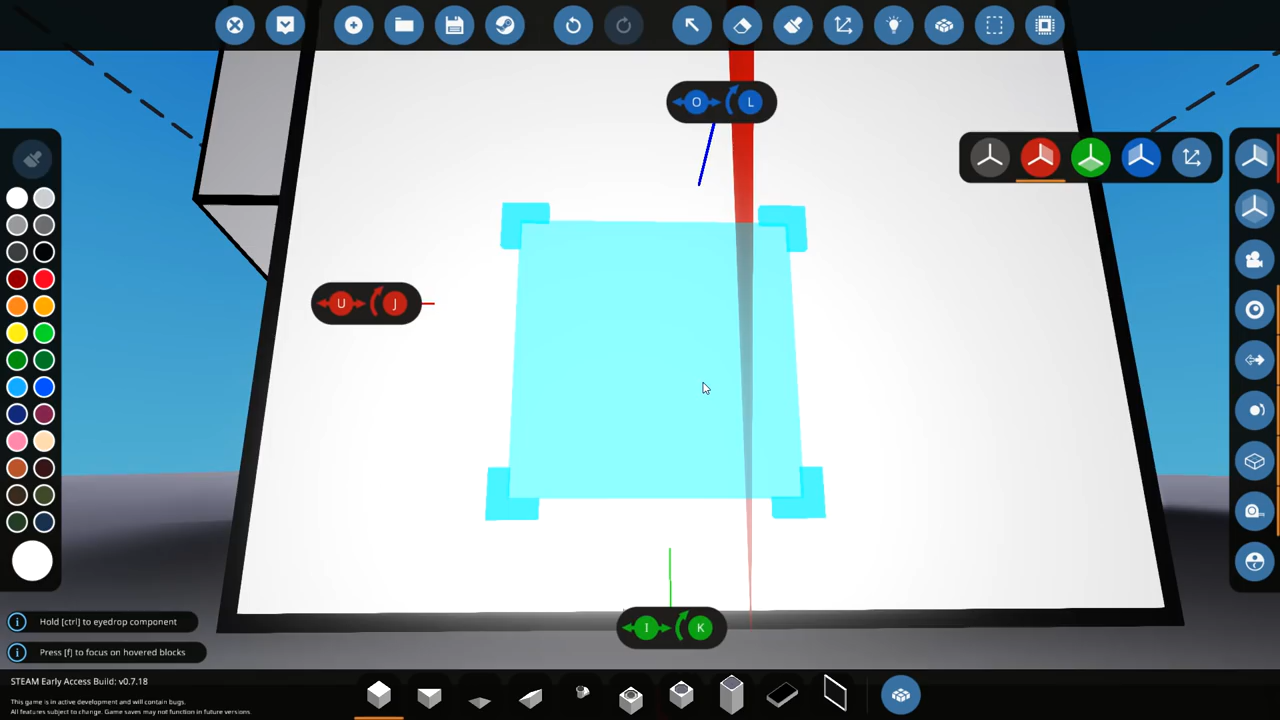 O L
U J
I K
Hold [ctrl] to eyedrop component
Press [f] to focus on hovered blocks
STEAM Early Access Build: v0.7.18
This game is in active development and will contain bugs.
All features subject to change. Game saves may not function in future versions.